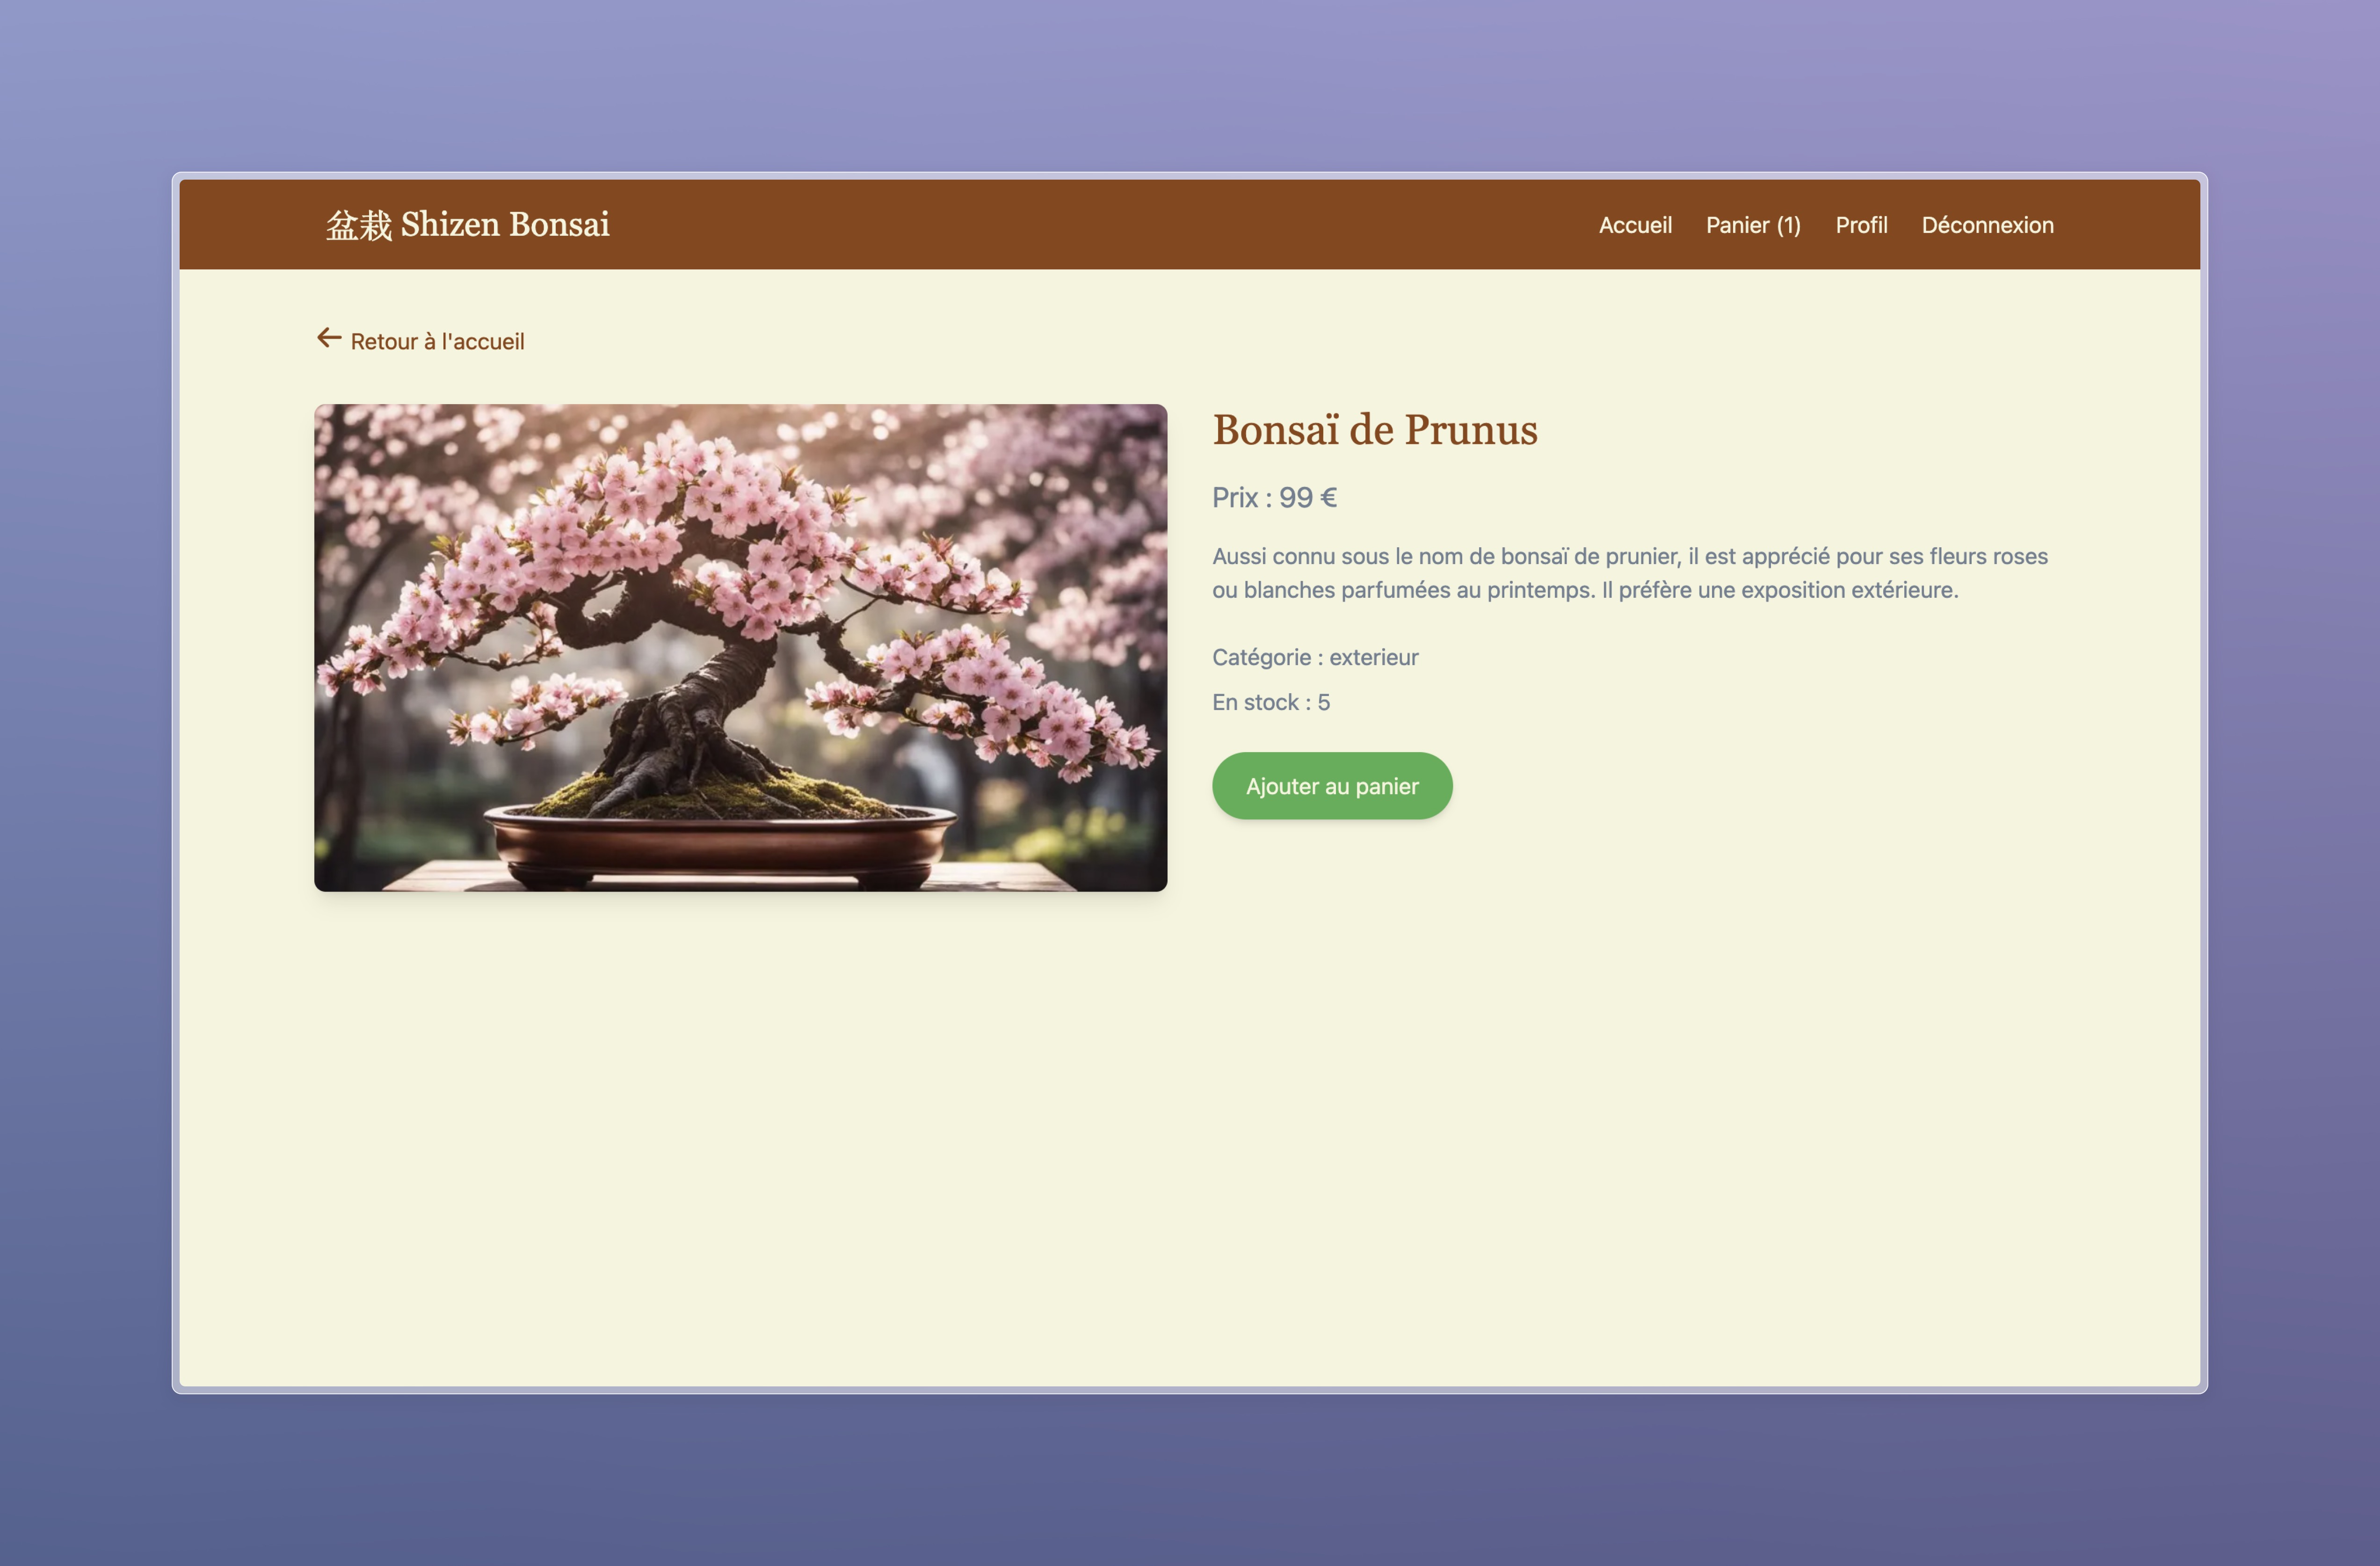 盆栽 Shizen Bonsai
Accueil
Panier (1)
Profil
Déconnexion
← Retour à l'accueil
Bonsaï de Prunus
Prix : 99 €
Aussi connu sous le nom de bonsaï de prunier, il est apprécié pour ses fleurs roses
ou blanches parfumées au printemps. Il préfère une exposition extérieure.
Catégorie : exterieur
En stock : 5
Ajouter au panier